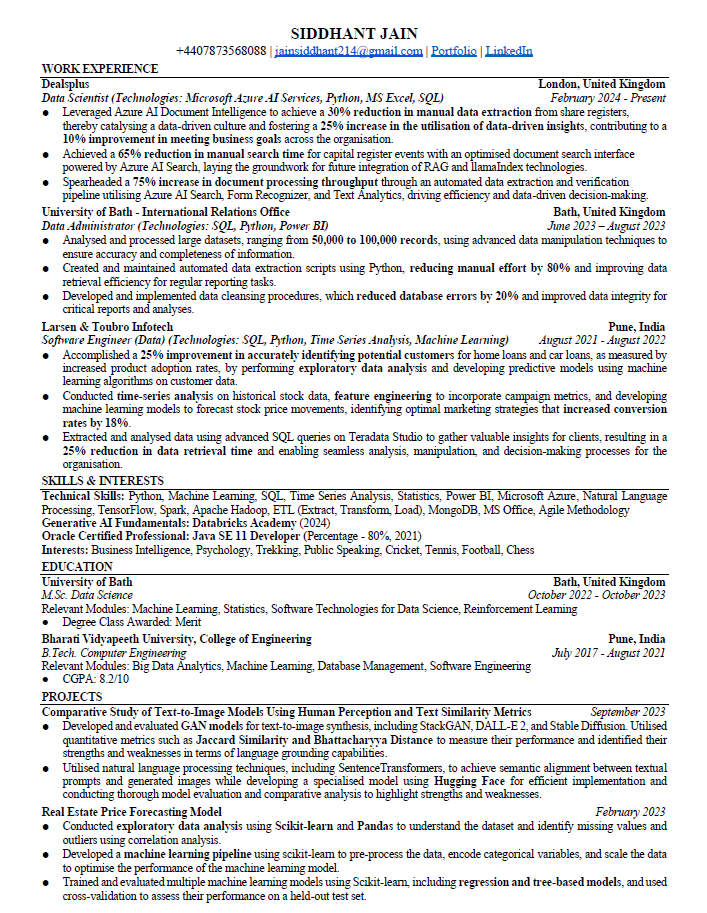 SIDDHANT JAIN
+4407873568088 | jainsiddhant214@gmail.com | Portfolio | LinkedIn
WORK EXPERIENCE
Dealsplus London, United Kingdom
Data Scientist (Technologies: Microsoft Azure AI Services, Python, MS Excel, SQL) February 2024 - Present
● Leveraged Azure AI Document Intelligence to achieve a 30% reduction in manual data extraction from share registers,
thereby catalysing a data-driven culture and fostering a 25% increase in the utilisation of data-driven insights, contributing to a
10% improvement in meeting business goals across the organisation.
● Achieved a 65% reduction in manual search time for capital register events with an optimised document search interface
powered by Azure AI Search, laying the groundwork for future integration of RAG and llamaIndex technologies.
● Spearheaded a 75% increase in document processing throughput through an automated data extraction and verification
pipeline utilising Azure AI Search, Form Recognizer, and Text Analytics, driving efficiency and data-driven decision-making.
University of Bath - International Relations Office Bath, United Kingdom
Data Administrator (Technologies: SQL, Python, Power BI) June 2023 – August 2023
● Analysed and processed large datasets, ranging from 50,000 to 100,000 records, using advanced data manipulation techniques to
ensure accuracy and completeness of information.
● Created and maintained automated data extraction scripts using Python, reducing manual effort by 80% and improving data
retrieval efficiency for regular reporting tasks.
● Developed and implemented data cleansing procedures, which reduced database errors by 20% and improved data integrity for
critical reports and analyses.
Larsen & Toubro Infotech Pune, India
Software Engineer (Data) (Technologies: SQL, Python, Time Series Analysis, Machine Learning) August 2021 - August 2022
● Accomplished a 25% improvement in accurately identifying potential customers for home loans and car loans, as measured by
increased product adoption rates, by performing exploratory data analysis and developing predictive models using machine
learning algorithms on customer data.
● Conducted time-series analysis on historical stock data, feature engineering to incorporate campaign metrics, and developing
machine learning models to forecast stock price movements, identifying optimal marketing strategies that increased conversion
rates by 18%.
● Extracted and analysed data using advanced SQL queries on Teradata Studio to gather valuable insights for clients, resulting in a
25% reduction in data retrieval time and enabling seamless analysis, manipulation, and decision-making processes for the
organisation.
SKILLS & INTERESTS
Technical Skills: Python, Machine Learning, SQL, Time Series Analysis, Statistics, Power BI, Microsoft Azure, Natural Language
Processing, TensorFlow, Spark, Apache Hadoop, ETL (Extract, Transform, Load), MongoDB, MS Office, Agile Methodology
Generative AI Fundamentals: Databricks Academy (2024)
Oracle Certified Professional: Java SE 11 Developer (Percentage - 80%, 2021)
Interests: Business Intelligence, Psychology, Trekking, Public Speaking, Cricket, Tennis, Football, Chess
EDUCATION
University of Bath Bath, United Kingdom
M.Sc. Data Science October 2022 - October 2023
Relevant Modules: Machine Learning, Statistics, Software Technologies for Data Science, Reinforcement Learning
● Degree Class Awarded: Merit
Bharati Vidyapeeth University, College of Engineering Pune, India
B.Tech. Computer Engineering July 2017 - August 2021
Relevant Modules: Big Data Analytics, Machine Learning, Database Management, Software Engineering
● CGPA: 8.2/10
PROJECTS
Comparative Study of Text-to-Image Models Using Human Perception and Text Similarity Metrics September 2023
● Developed and evaluated GAN models for text-to-image synthesis, including StackGAN, DALL-E 2, and Stable Diffusion. Utilised
quantitative metrics such as Jaccard Similarity and Bhattacharyya Distance to measure their performance and identified their
strengths and weaknesses in terms of language grounding capabilities.
● Utilised natural language processing techniques, including SentenceTransformers, to achieve semantic alignment between textual
prompts and generated images while developing a specialised model using Hugging Face for efficient implementation and
conducting thorough model evaluation and comparative analysis to highlight strengths and weaknesses.
Real Estate Price Forecasting Model February 2023
● Conducted exploratory data analysis using Scikit-learn and Pandas to understand the dataset and identify missing values and
outliers using correlation analysis.
● Developed a machine learning pipeline using scikit-learn to pre-process the data, encode categorical variables, and scale the data
to optimise the performance of the machine learning model.
● Trained and evaluated multiple machine learning models using Scikit-learn, including regression and tree-based models, and used
cross-validation to assess their performance on a held-out test set.